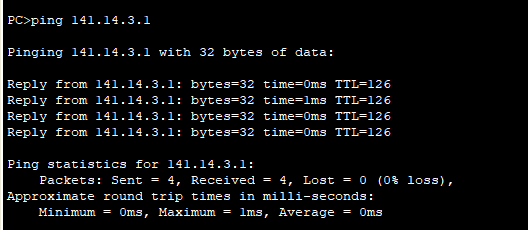 PC>ping 141.14.3.1
Pinging 141.14.3.1 with 32 bytes of data:
Reply from 141.14.3.1: bytes=32 time=0ms TTL=126
Reply from 141.14.3.1: bytes=32 time=1ms TTL=126
Reply from 141.14.3.1: bytes=32 time=0ms TTL=126
Reply from 141.14.3.1: bytes=32 time=0ms TTL=126
Ping statistics for 141.14.3.1:
Packets: Sent = 4, Received = 4, Lost = 0 (0% loss),
Approximate round trip times in milli-seconds:
Minimum = 0ms, Maximum = 1ms, Average = 0ms